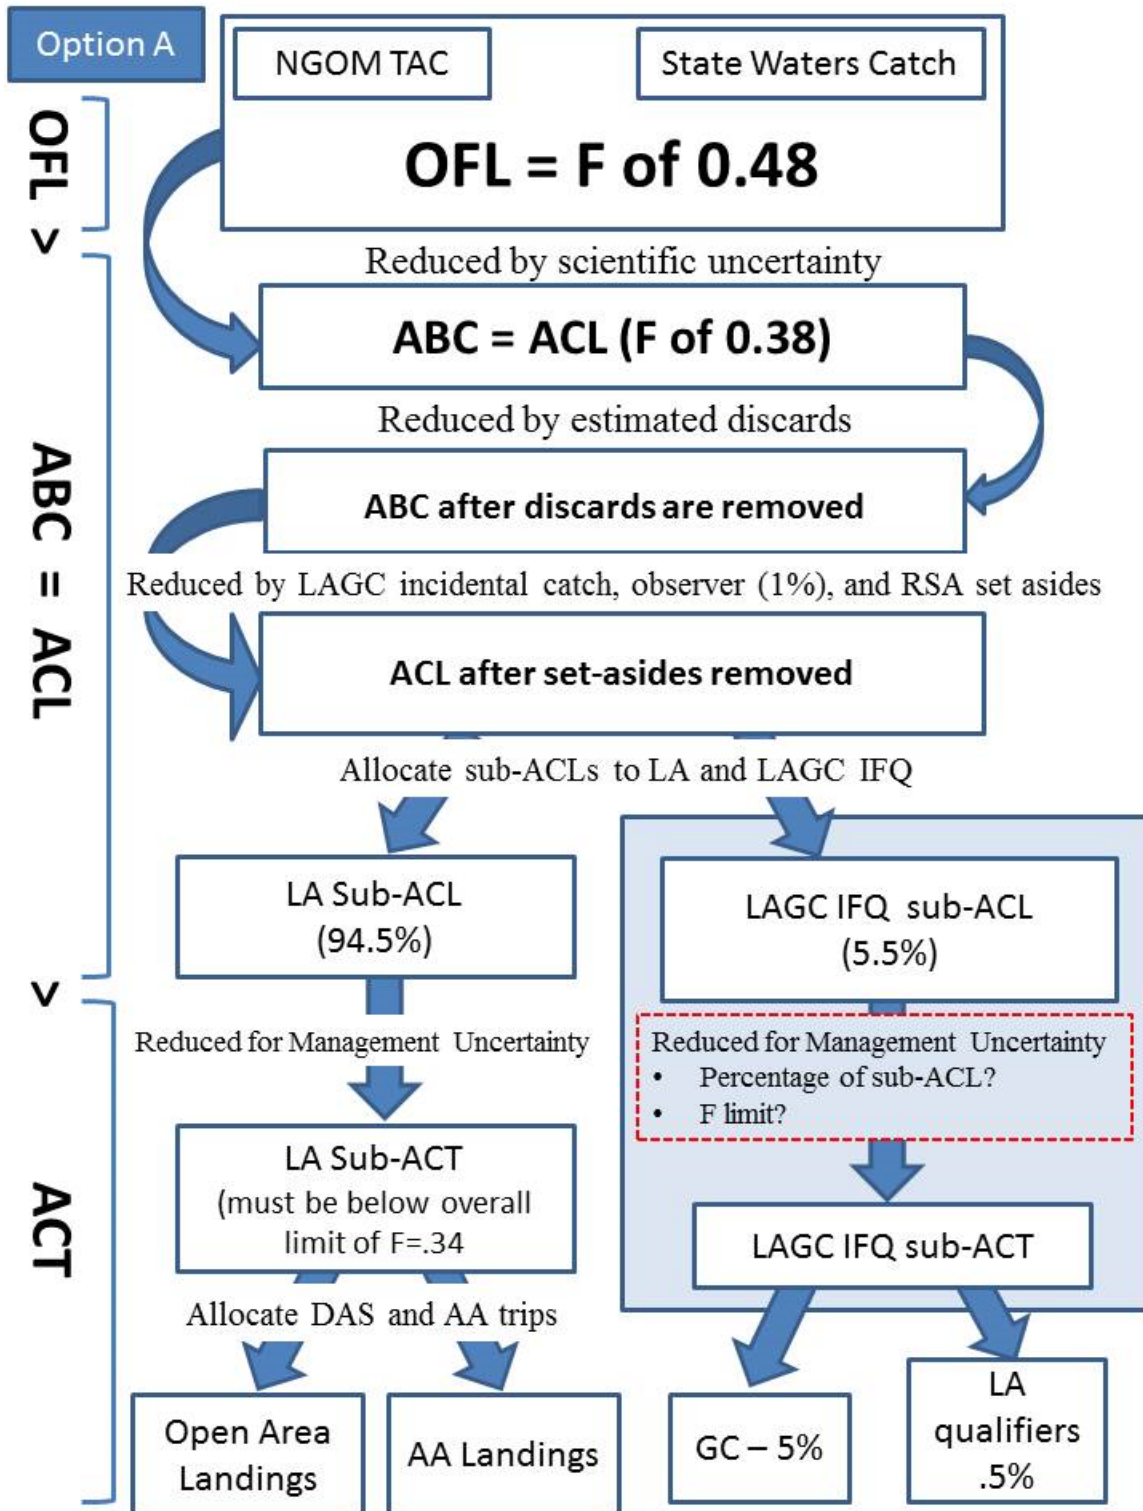 Option A
NGOM TAC
State Waters Catch
OFL = F of 0.48
OFL
>
Reduced by scientific uncertainty
ABC = ACL (F of 0.38)
Reduced by estimated discards
ABC after discards are removed
Reduced by LAGC incidental catch, observer (1%), and RSA set asides
ACL after set-asides removed
ABC = ACL
Allocate sub-ACLs to LA and LAGC IFQ
LA Sub-ACL
(94.5%)
LAGC IFQ sub-ACL
(5.5%)
>
Reduced for Management Uncertainty
Reduced for Management Uncertainty
• Percentage of sub-ACL?
• F limit?
ACT
LA Sub-ACT
(must be below overall
limit of F=.34
LAGC IFQ sub-ACT
Allocate DAS and AA trips
Open Area
Landings
AA Landings
GC – 5%
LA
qualifiers
.5%